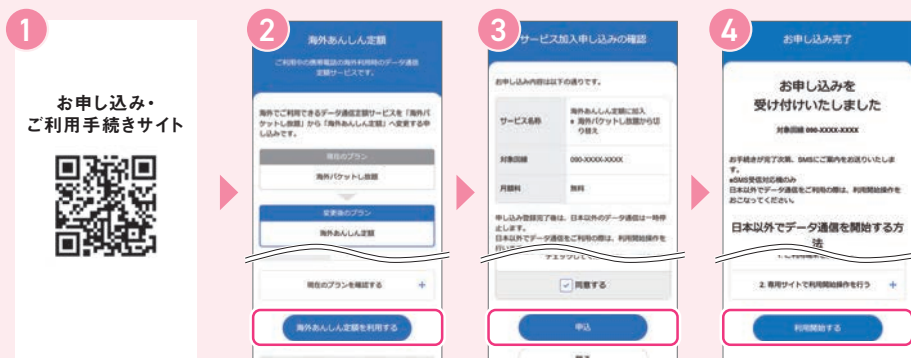 1
お申し込み・
ご利用手続きサイト
2
海外あんしん定額
ご利用中の携帯電話の海外利用時のデータ通信
定額サービスです。
海外でご利用できるデータ通信定額サービスを「海外パ
ケットし放題」から「海外あんしん定額」へ変更する申
し込みです。
現在のプラン
海外パケットし放題
変更後のプラン
海外あんしん定額
現在のプランを確認する +
海外あんしん定額を利用する
3
サービス加入申し込みの確認
お申し込み内容は以下の通りです。
サービス名称
海外あんしん定額に加入
● 海外パケットし放題から切
り替え
対象回線 090-XXXX-XXXX
月額料 無料
申し込み登録完了後は、日本以外のデータ通信は一時停
止します。
日本以外でデータ通信をご利用の際は、利用開始操作を
同意する
申込
戻る
4
お申し込み完了
お申し込みを
受け付けいたしました
対象回線 090-XXXX-XXXX
お手続きが完了次第、SMSにご案内をお送りいたしま
す。
※SMS受信対応機のみ
日本以外でデータ通信をご利用の際は、利用開始操作を
おこなってください。
日本以外でデータ通信を開始する方
法
2. 専用サイトで利用開始操作を行う +
利用開始する